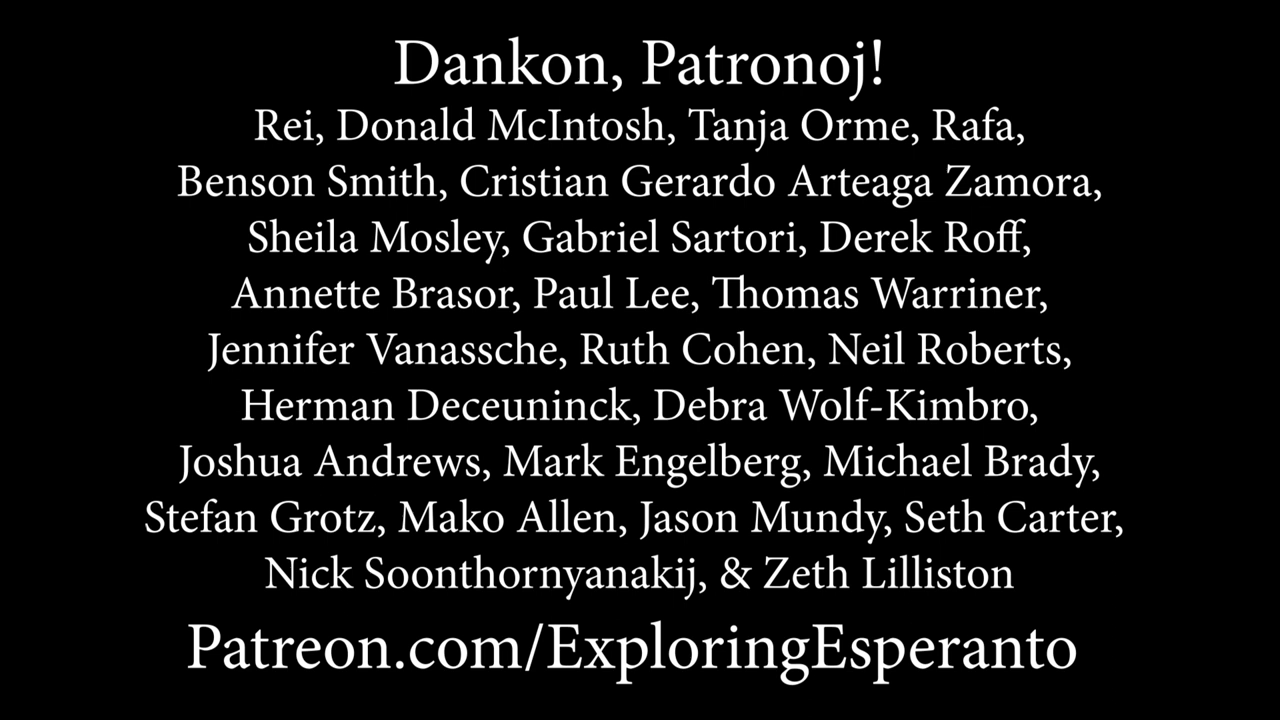 Dankon, Patronoj!
Rei, Donald McIntosh, Tanja Orme, Rafa,
Benson Smith, Cristian Gerardo Arteaga Zamora,
Sheila Mosley, Gabriel Sartori, Derek Roff,
Annette Brasor, Paul Lee, Thomas Warriner,
Jennifer Vanassche, Ruth Cohen, Neil Roberts,
Herman Deceuninck, Debra Wolf-Kimbro,
Joshua Andrews, Mark Engelberg, Michael Brady,
Stefan Grotz, Mako Allen, Jason Mundy, Seth Carter,
Nick Soonthornyanakij, & Zeth Lilliston
Patreon.com/ExploringEsperanto